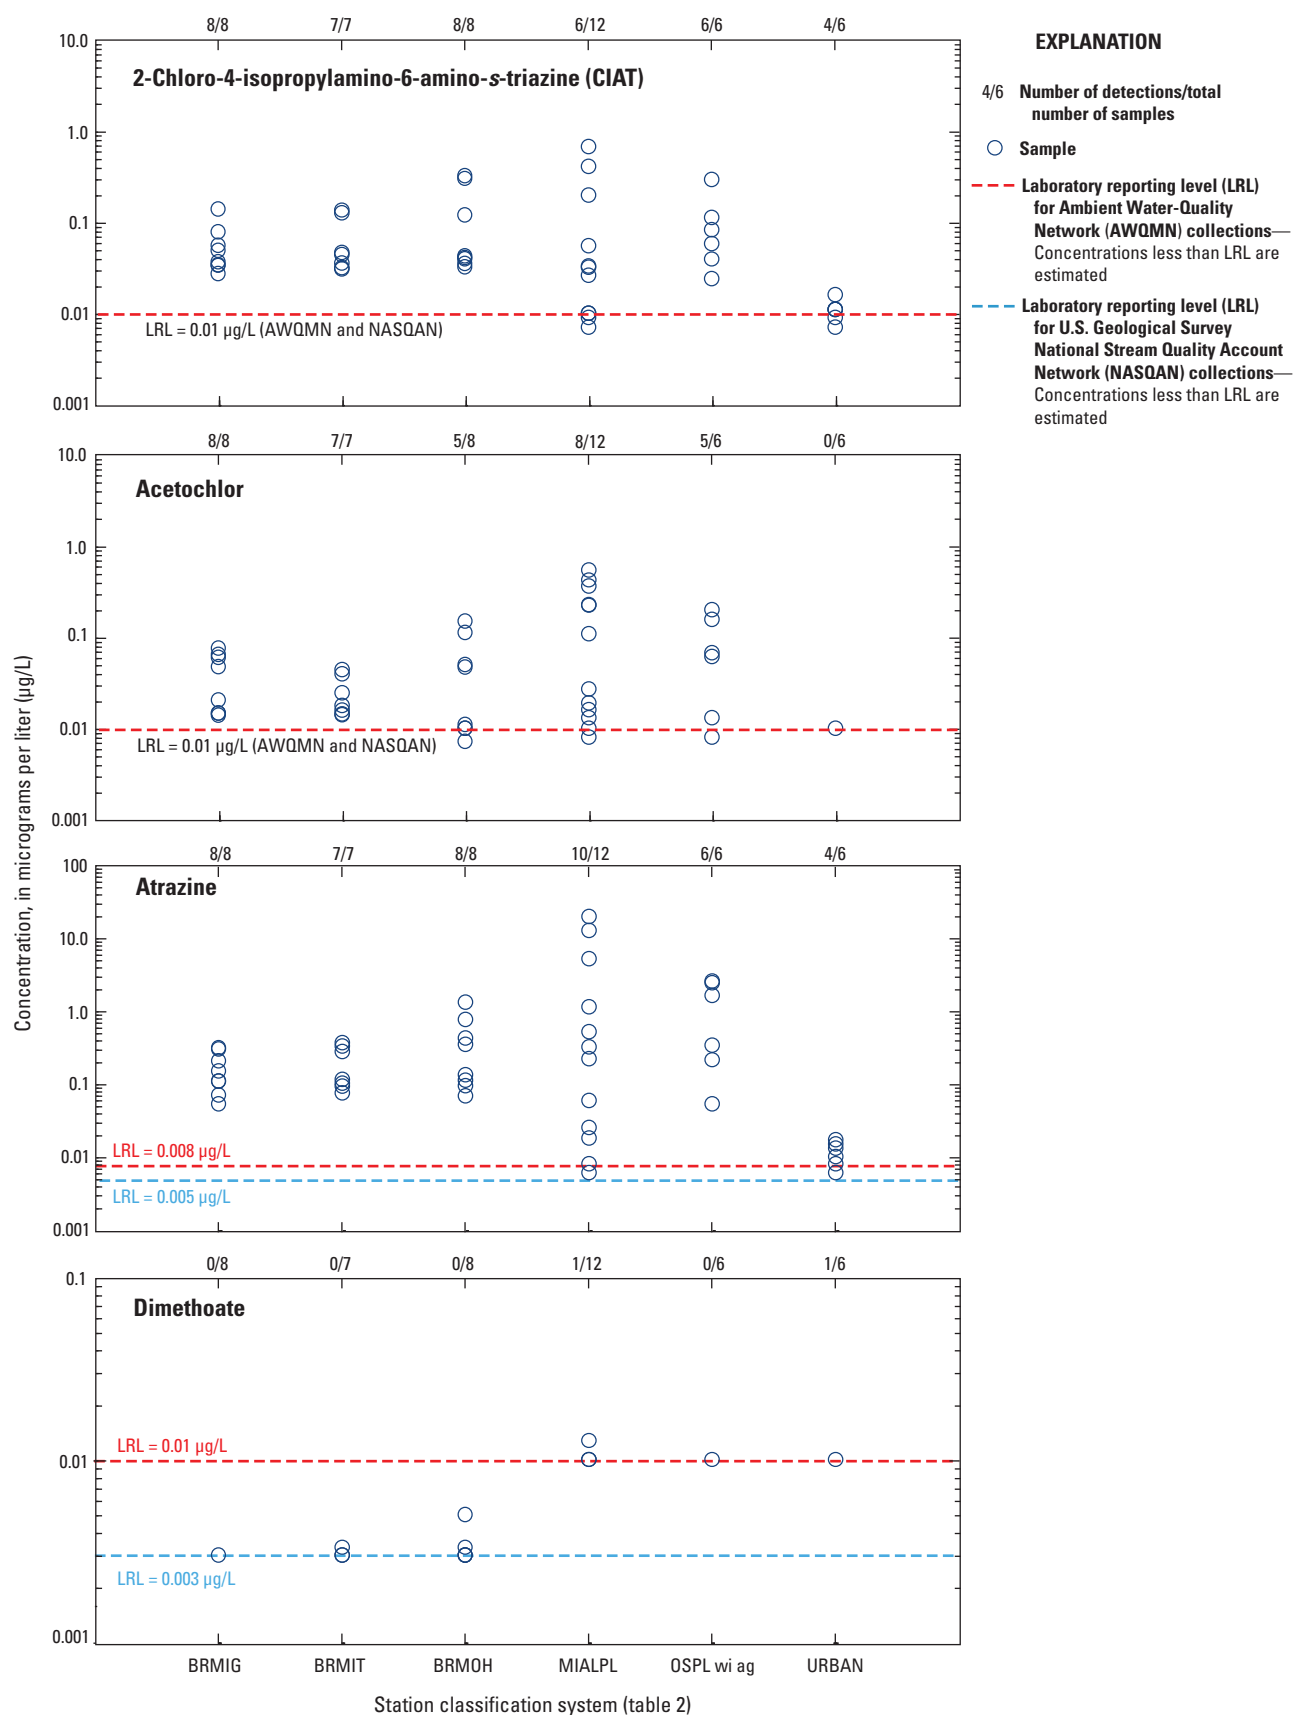 8/8 7/7 8/8 6/12 6/6 4/6
10.0
2-Chloro-4-isopropylamino-6-amino-s-triazine (CIAT)
1.0
0.1
0.01
LRL = 0.01 µg/L (AWQMN and NASQAN)
0.001
8/8 7/7 5/8 8/12 5/6 0/6
10.0
Acetochlor
1.0
0.1
0.01
LRL = 0.01 µg/L (AWQMN and NASQAN)
0.001
8/8 7/7 8/8 10/12 6/6 4/6
100
Atrazine
10.0
1.0
0.1
LRL = 0.008 µg/L
0.01
LRL = 0.005 µg/L
0.001
0/8 0/7 0/8 1/12 0/6 1/6
0.1
Dimethoate
LRL = 0.01 µg/L
0.01
LRL = 0.003 µg/L
0.001
BRMIG BRMIT BRMOH MIALPL OSPL wi ag URBAN
Station classification system (table 2)
Concentration, in micrograms per liter (µg/L)
EXPLANATION
4/6 Number of detections/total
number of samples
Sample
Laboratory reporting level (LRL)
for Ambient Water-Quality
Network (AWQMN) collections—
Concentrations less than LRL are
estimated
Laboratory reporting level (LRL)
for U.S. Geological Survey
National Stream Quality Account
Network (NASQAN) collections—
Concentrations less than LRL are
estimated